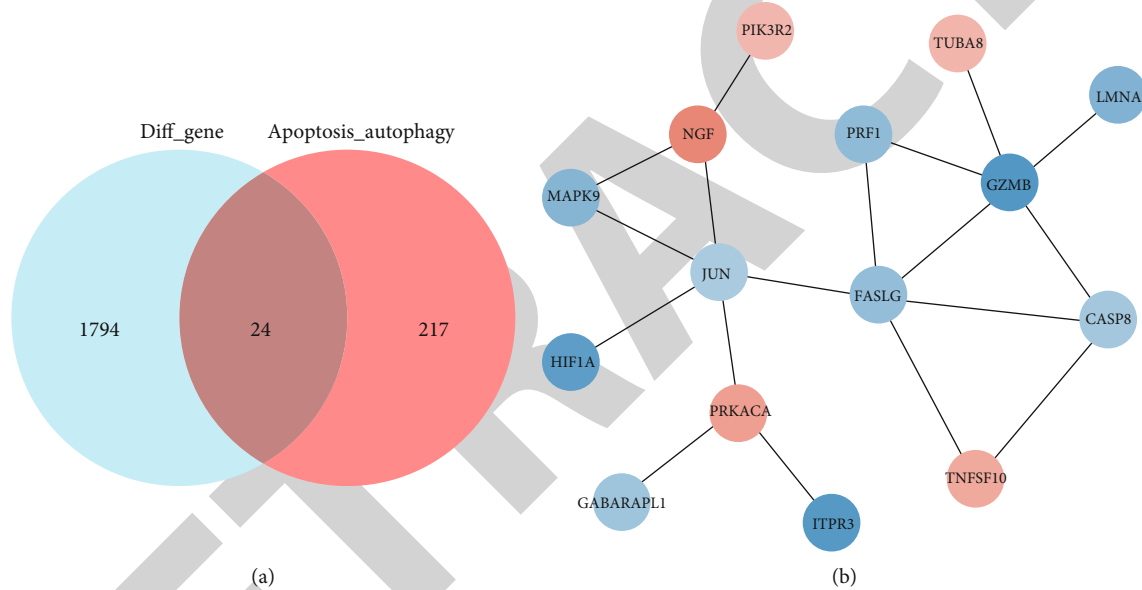 Diff_gene
Apoptosis_autophagy
1794
24
217
(a)
PIK3R2
TUBA8
LMNA
NGF
PRF1
GZMB
MAPK9
JUN
FASLG
CASP8
HIF1A
PRKACA
TNFSF10
GABARAPL1
ITPR3
(b)